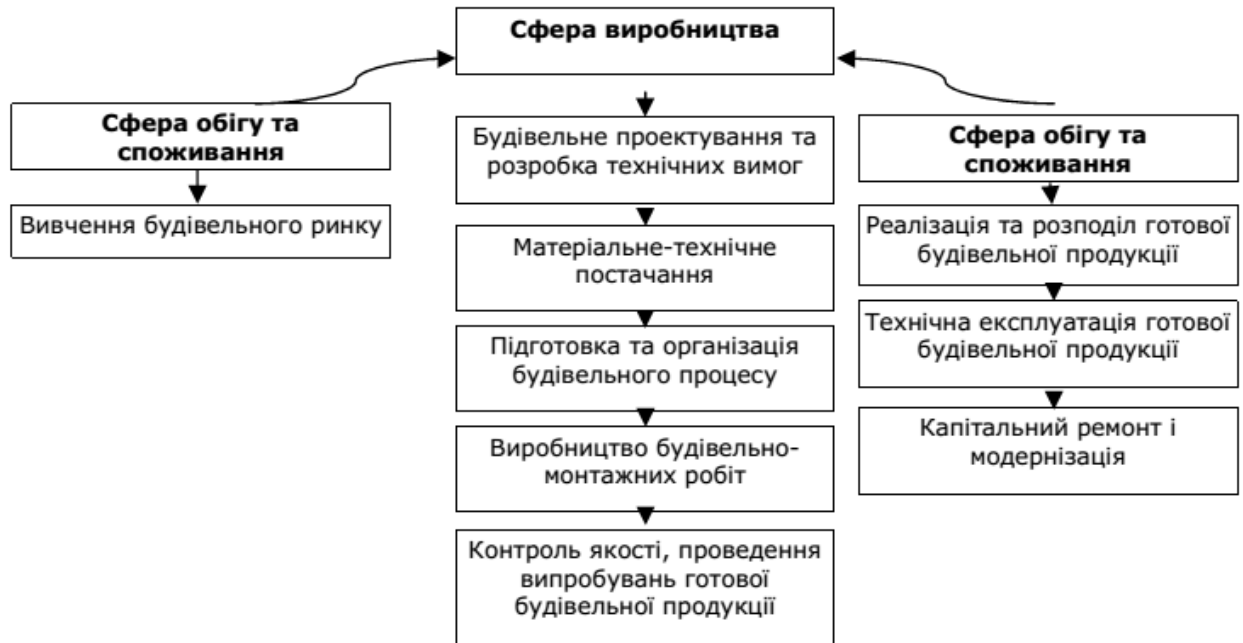 Сфера виробництва
Сфера обігу та
споживання
Вивчення будівельного ринку
Будівельне проектування та
розробка технічних вимог
Матеріальне-технічне
постачання
Підготовка та організація
будівельного процесу
Виробництво будівельно-
монтажних робіт
Контроль якості, проведення
випробувань готової
будівельної продукції
Сфера обігу та
споживання
Реалізація та розподіл готової
будівельної продукції
Технічна експлуатація готової
будівельної продукції
Капітальний ремонт і
модернізація